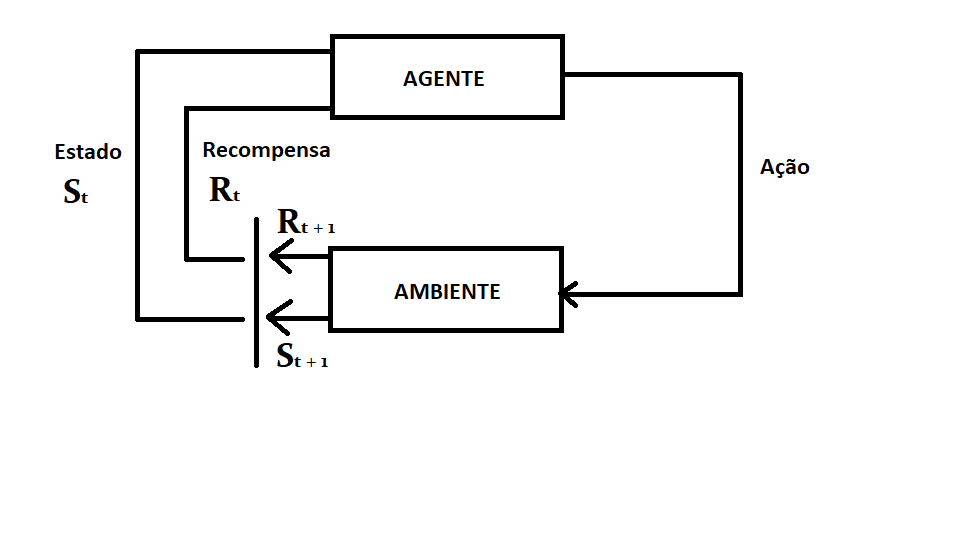 AGENTE
Estado
St
Recompensa
Rt
Ação
Rt + 1
AMBIENTE
St + 1